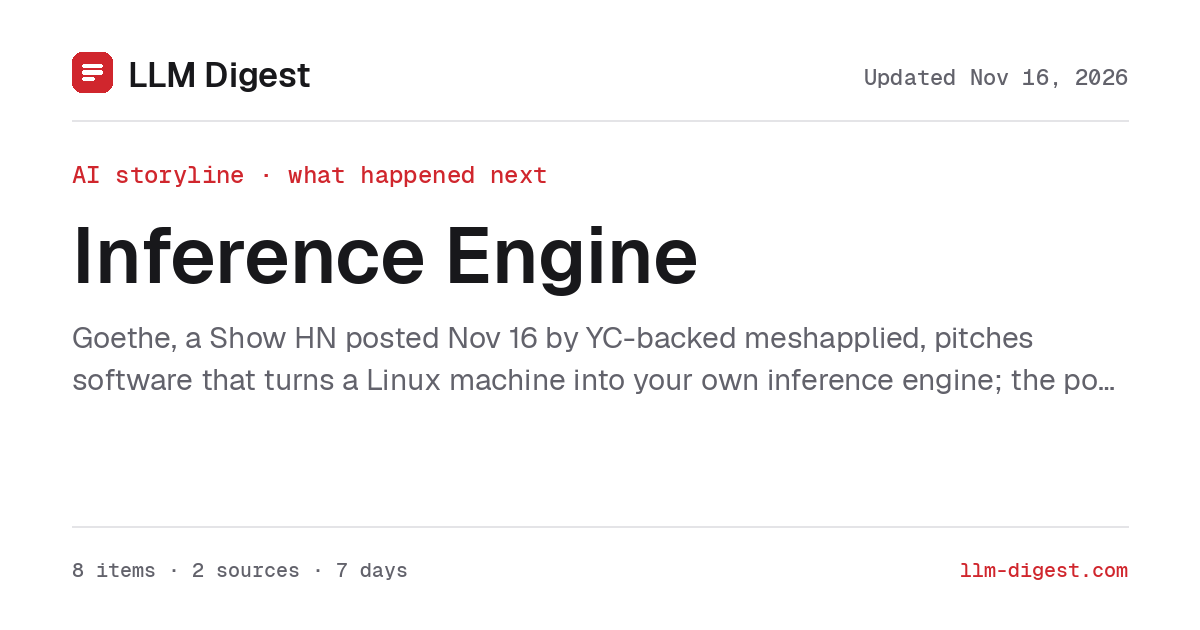 LLM Digest
Updated Nov 16, 2026
AI storyline · what happened next
Inference Engine
Goethe, a Show HN posted Nov 16 by YC-backed meshapplied, pitches
software that turns a Linux machine into your own inference engine; the po…
8 items · 2 sources · 7 days
llm-digest.com